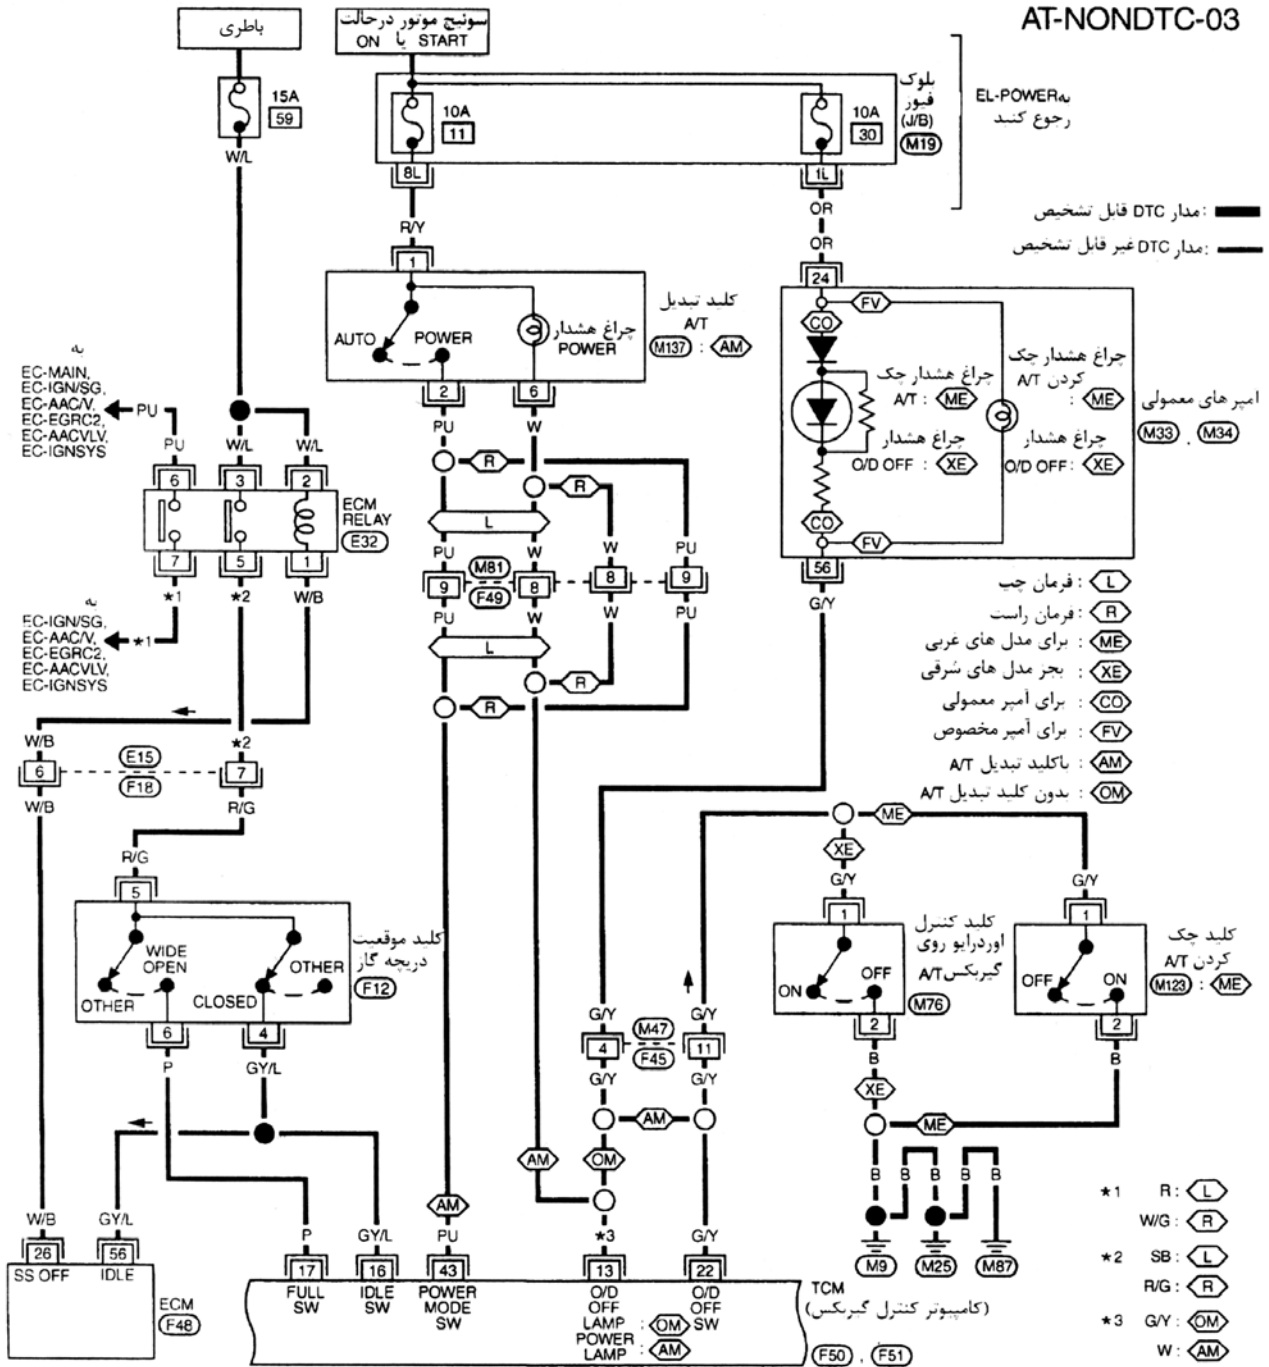 AT-NONDTC-03
باطری
سوئیچ موتور درحالت
START یا ON
15A
59
10A
11
10A
30
بلوک
فیوز
(J/B)
M19
به EL-POWER
رجوع کنید
W/L
8L
1L
R/Y
OR
OR
مدار DTC قابل تشخیص:
مدار DTC غیر قابل تشخیص:
1
24
AUTO
POWER
چراغ هشدار
POWER
کلید تبدیل
A/T
M137 : AM
2
6
FV
CO
چراغ هشدار چک
A/T : ME
چراغ هشدار
O/D OFF : XE
چراغ هشدار چک
کردن A/T
: ME
چراغ هشدار
O/D OFF : XE
CO
FV
امپر های معمولی
M33 , M34
56
G/Y
به
EC-MAIN,
EC-IGN/SG,
EC-AAC/V,
EC-EGRC2,
EC-AACVLV,
EC-IGNSYS
PU
PU
W/L
W/L
6
3
2
ECM
RELAY
E32
7
5
1
*1
*2
W/B
به
EC-IGN/SG,
EC-AAC/V,
EC-EGRC2,
EC-AACVLV,
EC-IGNSYS
*1
PU
W
R
R
L
PU
W
W
PU
M81
9
8
8
9
F49
PU
W
W
PU
L
R
R
L : فرمان چپ
R : فرمان راست
ME : برای مدل های غربی
XE : بجز مدل های شرقی
CO : برای آمپر معمولی
FV : برای آمپر مخصوص
AM : باکلید تبدیل A/T
OM : بدون کلید تبدیل A/T
W/B
*2
6
E15
F18
7
W/B
R/G
R/G
5
WIDE
OPEN
OTHER
OTHER
CLOSED
کلید موقعیت
دریچه گاز
F12
6
4
P
GY/L
ME
XE
G/Y
G/Y
1
1
ON
OFF
کلید کنترل
اوردرایو روی
گیربکس A/T
M76
OFF
ON
کلید چک
کردن A/T
M123 : ME
2
2
B
B
XE
ME
G/Y
G/Y
4
M47
F45
11
G/Y
G/Y
AM
AM
OM
AM
B
B
B
B
B
M9
M25
M87
W/B
GY/L
P
GY/L
PU
*3
G/Y
26
56
17
16
43
13
22
SS OFF
IDLE
ECM
F48
FULL
SW
IDLE
SW
POWER
MODE
SW
O/D
OFF
LAMP : OM
POWER
LAMP : AM
O/D
OFF
SW
TCM
(کامپیوتر کنترل گیربکس)
F50 , F51
*1 R : L
W/G : R
*2 SB : L
R/G : R
*3 G/Y : OM
W : AM